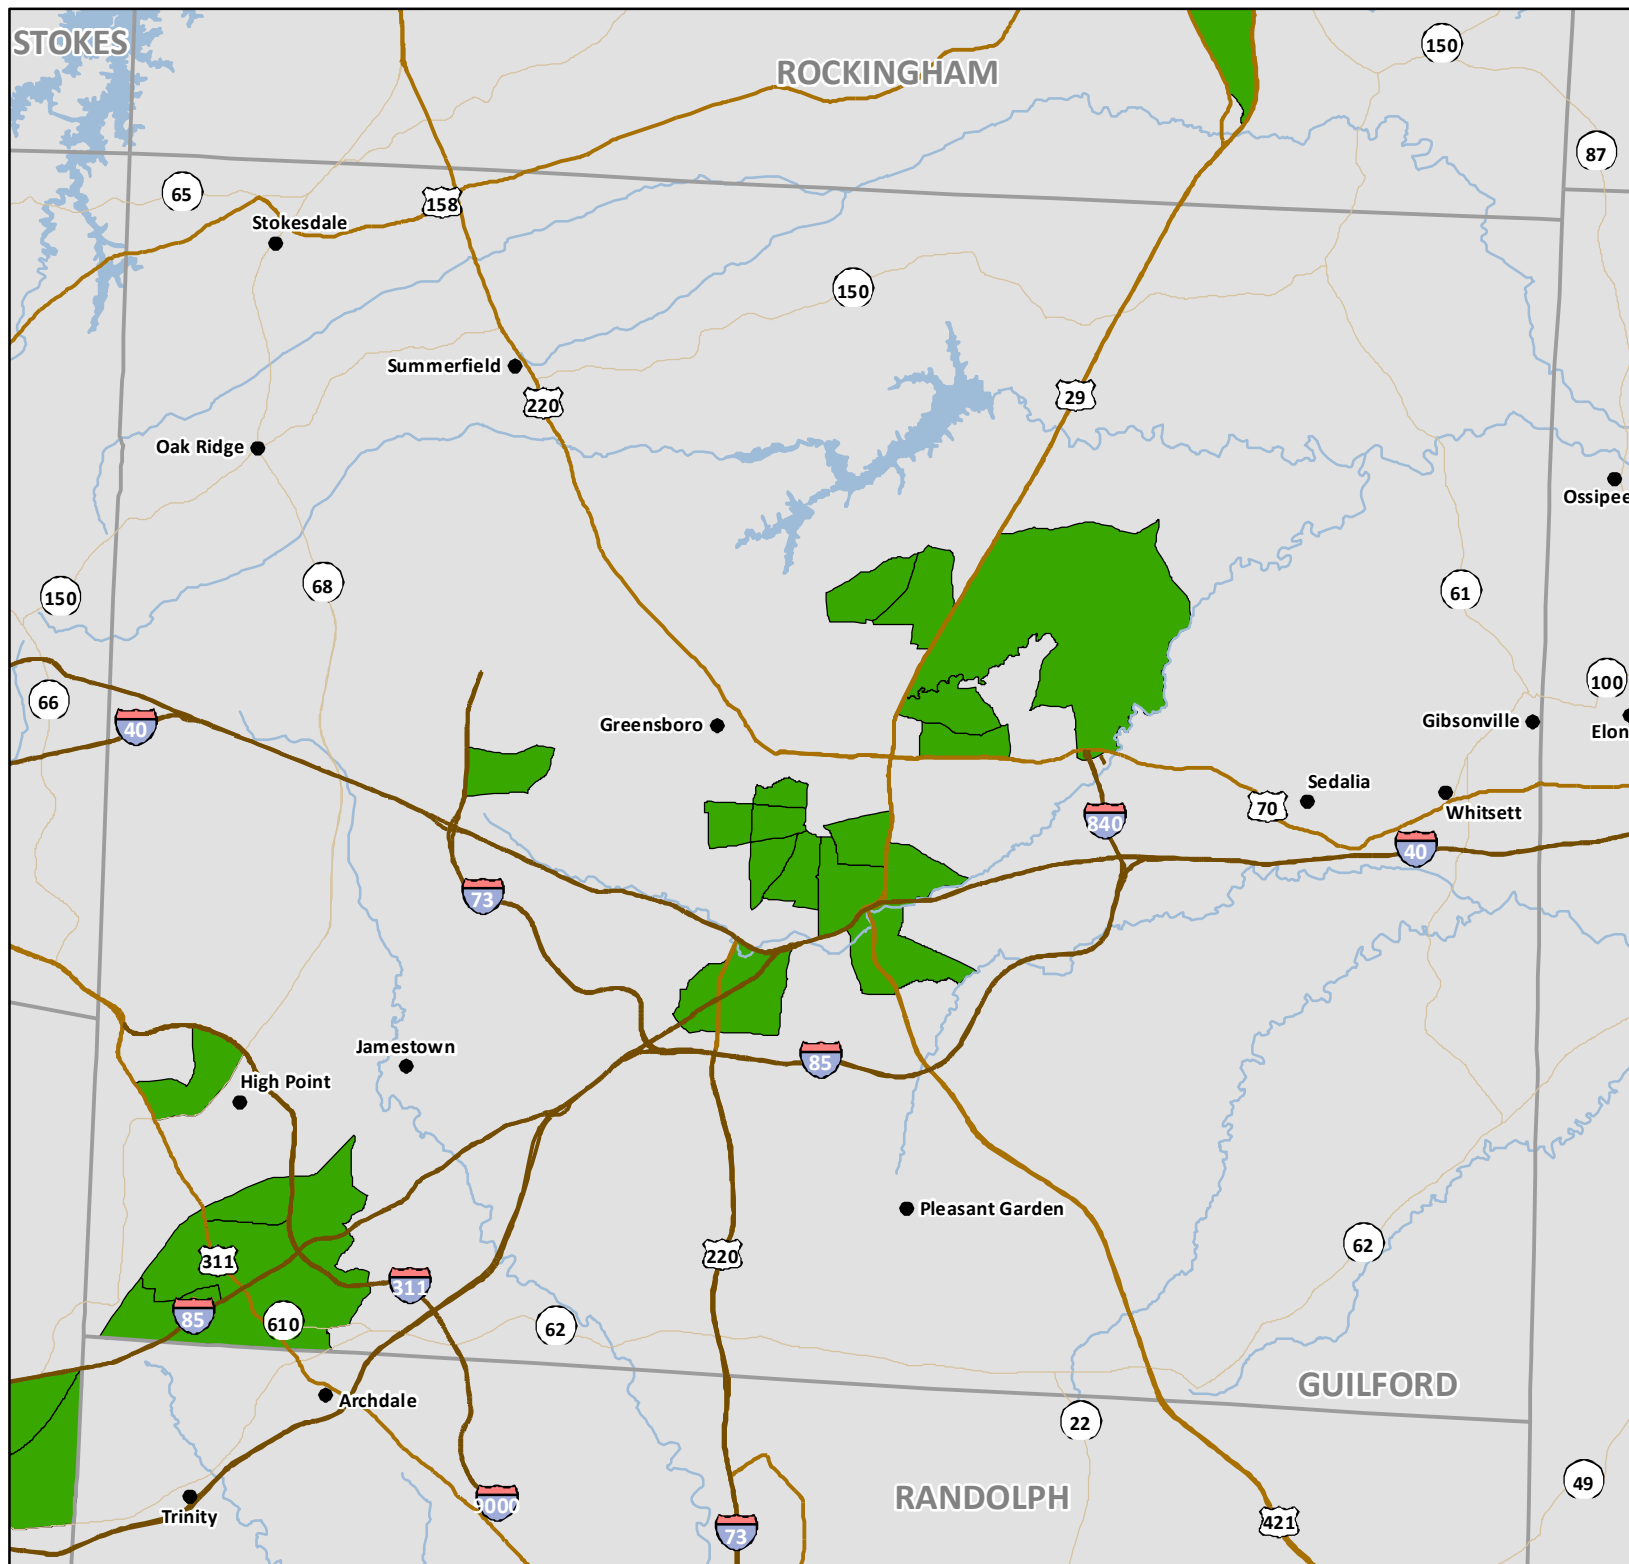 STOKES
150
ROCKINGHAM
87
65
158
Stokesdale
150
Summerfield
220
29
Oak Ridge
Ossipee
68
150
61
66
100
40
Greensboro
Gibsonville
Elon
Sedalia
70
Whitsett
840
40
73
Jamestown
85
High Point
Pleasant Garden
62
220
311
311
85
610
62
GUILFORD
Archdale
22
49
RANDOLPH
9000
Trinity
421
73